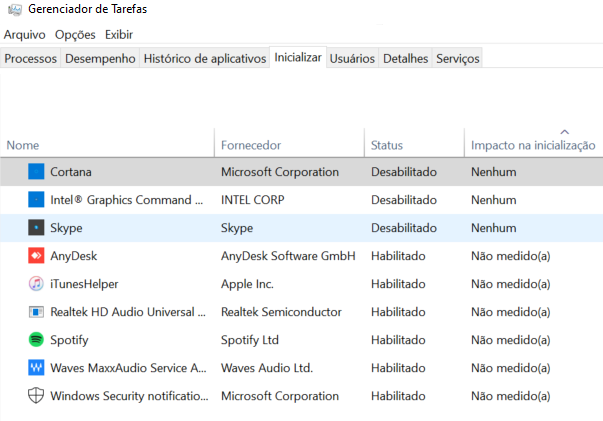 Gerenciador de Tarefas
Arquivo Opções Exibir
Processos Desempenho Histórico de aplicativos Inicializar Usuários Detalhes Serviços
Nome Fornecedor Status Impacto na inicialização
Cortana Microsoft Corporation Desabilitado Nenhum
Intel® Graphics Command ... INTEL CORP Desabilitado Nenhum
Skype Skype Desabilitado Nenhum
AnyDesk AnyDesk Software GmbH Habilitado Não medido(a)
iTunesHelper Apple Inc. Habilitado Não medido(a)
Realtek HD Audio Universal ... Realtek Semiconductor Habilitado Não medido(a)
Spotify Spotify Ltd Habilitado Não medido(a)
Waves MaxxAudio Service A... Waves Audio Ltd. Habilitado Não medido(a)
Windows Security notificatio... Microsoft Corporation Habilitado Não medido(a)